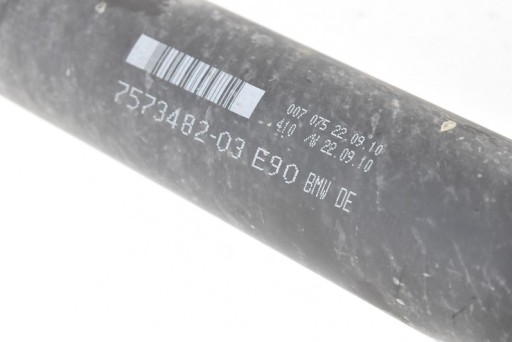 007 075 22.09.10
410 /W 22.09.10
7573482-03 E90 BMW DE